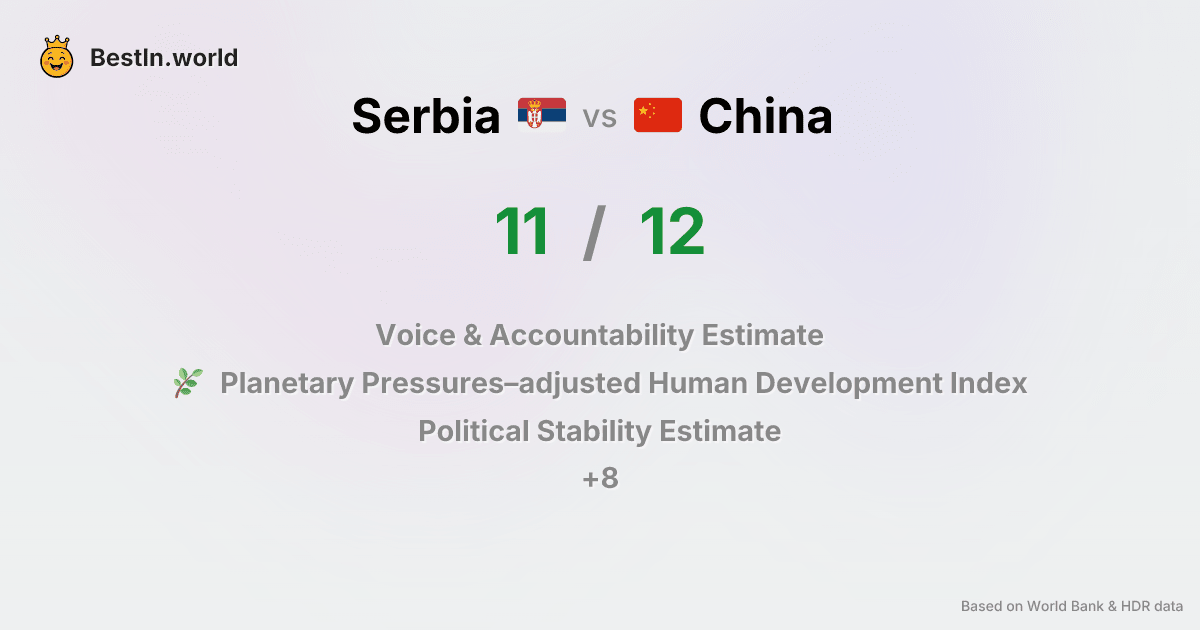 BestIn.world
Serbia vs China
11 / 12
Voice & Accountability Estimate
Planetary Pressures–adjusted Human Development Index
Political Stability Estimate
+8
Based on World Bank & HDR data